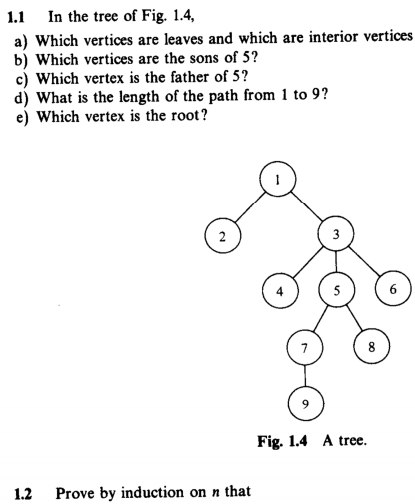 1.1 In the tree of Fig. 1.4,
a) Which vertices are leaves and which are interior vertices
b) Which vertices are the sons of 5?
c) Which vertex is the father of 5?
d) What is the length of the path from 1 to 9?
e) Which vertex is the root?
1
2 3
4 5 6
7 8
9
Fig. 1.4 A tree.
1.2 Prove by induction on n that